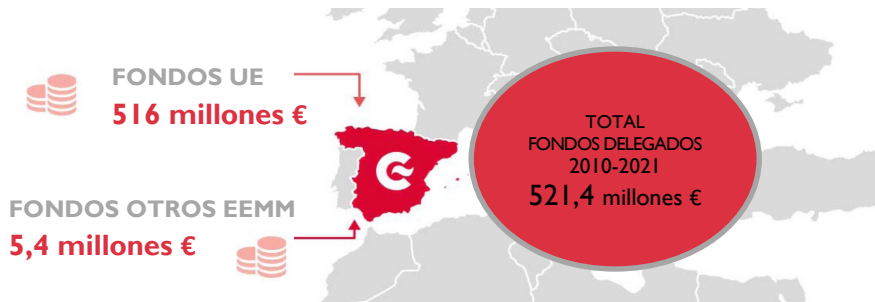 FONDOS UE
516 millones €
FONDOS OTROS EEMM
5,4 millones €
TOTAL
FONDOS DELEGADOS
2010-2021
521,4 millones €